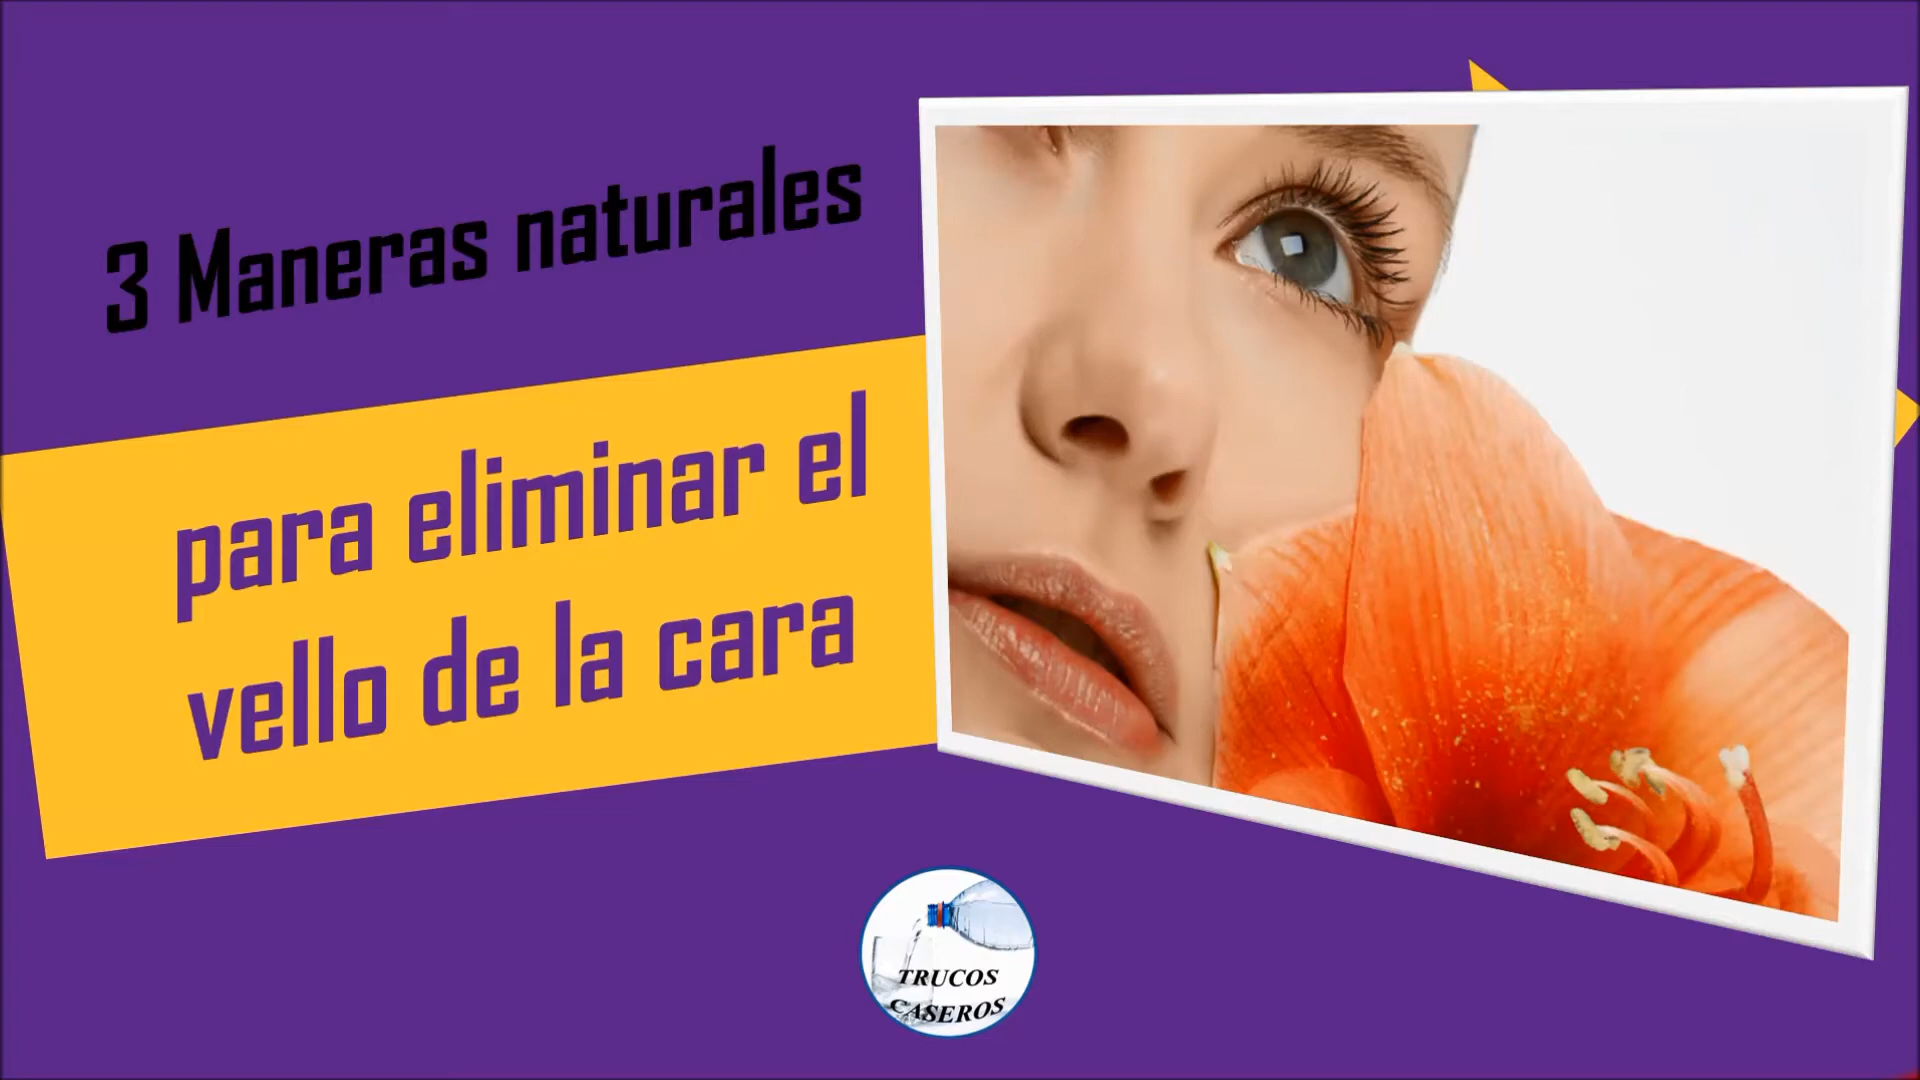 3 Maneras naturales
para eliminar el
vello de la cara
TRUCOS
CASEROS